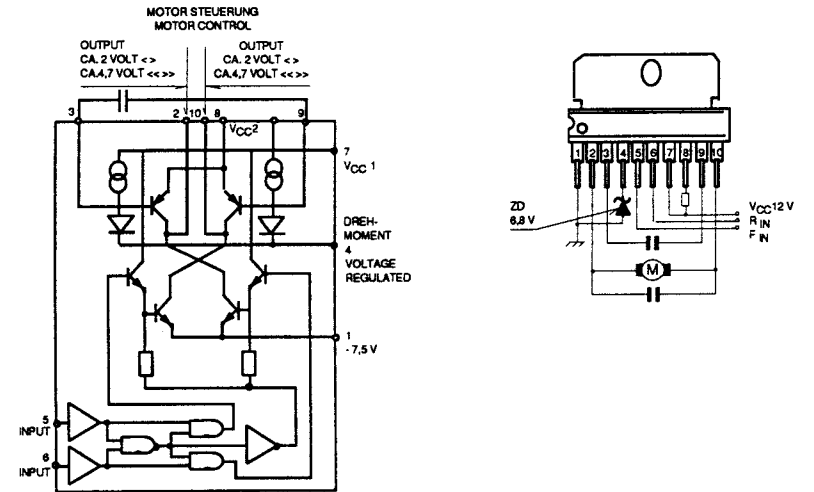 MOTOR STEUERUNG
MOTOR CONTROL
OUTPUT
CA. 2 VOLT <>
CA.4,7 VOLT <<>>
OUTPUT
CA. 2 VOLT <>
CA.4,7 VOLT <<>>
3
2
10
8
9
VCC2
7
VCC 1
DREH-
MOMENT
4
VOLTAGE
REGULATED
1
- 7,5 V
5
INPUT
6
INPUT
1 2 3 4 5 6 7 8 9 10
ZD
6,8 V
VCC 12 V
R IN
F IN
M